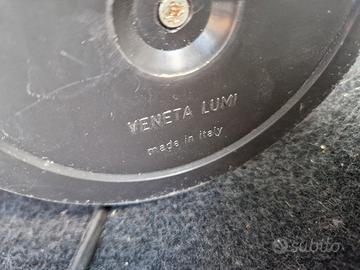 VENETA LUMI
made in italy
subito